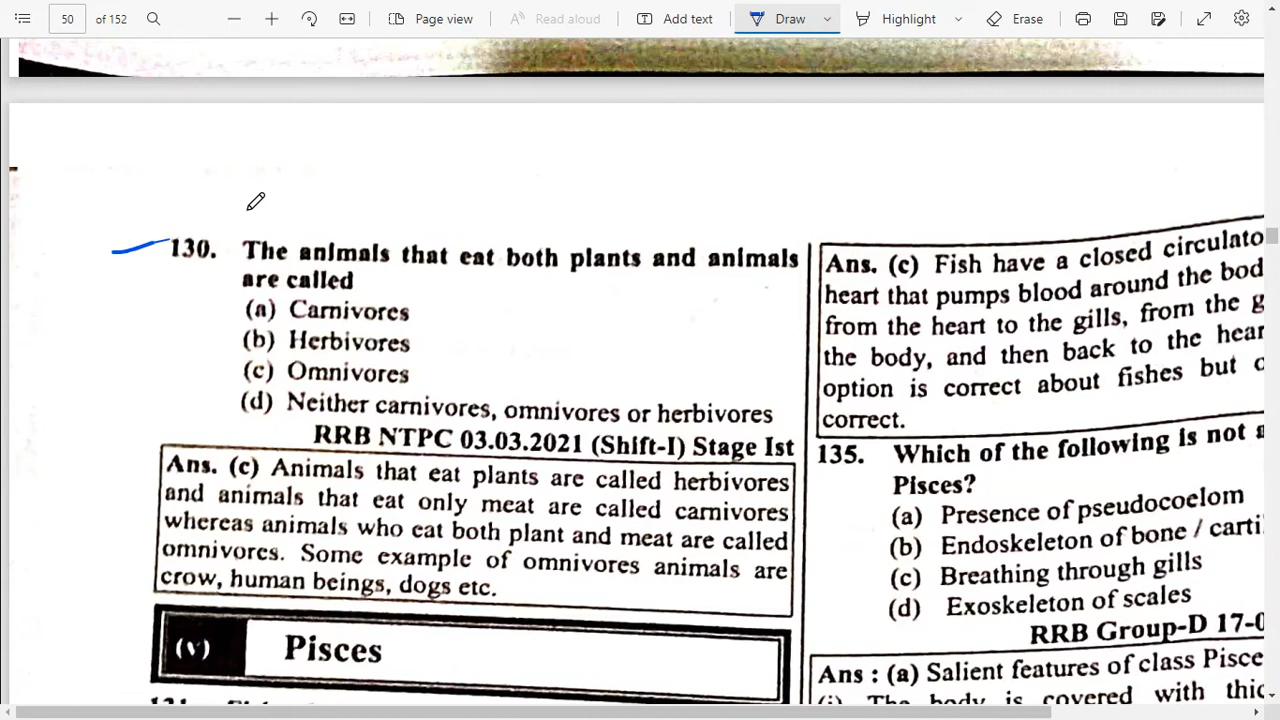 50 of 152
Page view
Read aloud
Add text
Draw
Highlight
Erase
130. The animals that eat both plants and animals
are called
(a) Carnivores
(b) Herbivores
(c) Omnivores
(d) Neither carnivores, omnivores or herbivores
RRB NTPC 03.03.2021 (Shift-I) Stage Ist
Ans. (c) Animals that eat plants are called herbivores
and animals that eat only meat are called carnivores
whereas animals who eat both plant and meat are called
omnivores. Some example of omnivores animals are
crow, human beings, dogs etc.
(v) Pisces
Ans. (c) Fish have a closed circulato
heart that pumps blood around the bod
from the heart to the gills, from the g
the body, and then back to the hear
option is correct about fishes but
correct.
135. Which of the following is not a
Pisces?
(a) Presence of pseudocoelom
(b) Endoskeleton of bone / carti
(c) Breathing through gills
(d) Exoskeleton of scales
RRB Group-D 17-0
Ans : (a) Salient features of class Pisce
(i) The body is covered with thic